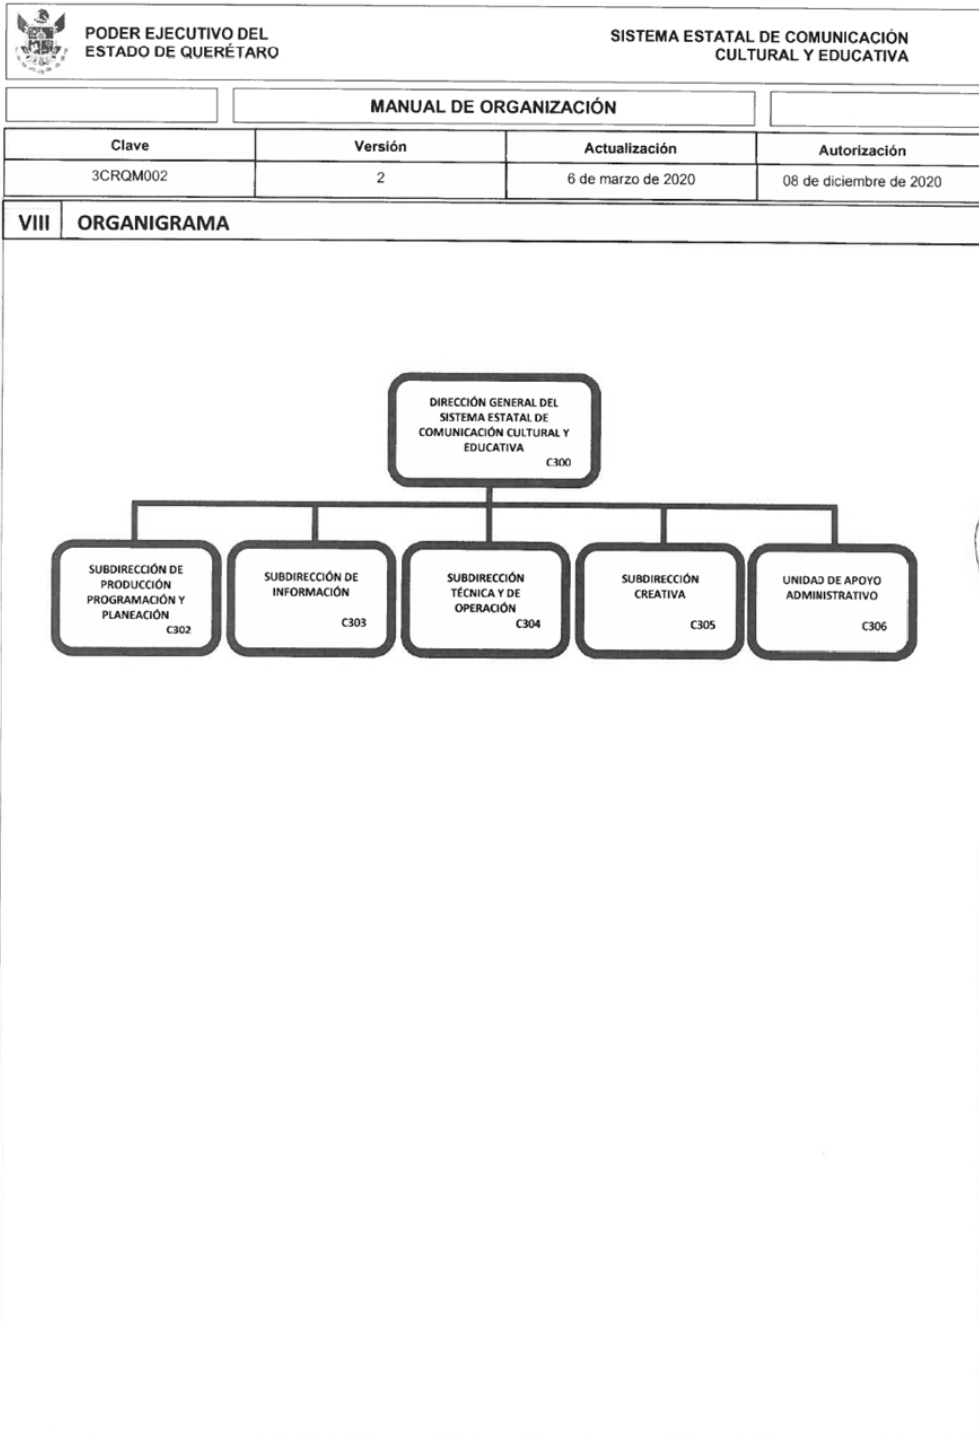 PODER EJECUTIVO DEL
ESTADO DE QUERÉTARO
SISTEMA ESTATAL DE COMUNICACIÓN
CULTURAL Y EDUCATIVA
MANUAL DE ORGANIZACIÓN
Clave Versión Actualización Autorización
3CRQM002 2 6 de marzo de 2020 08 de diciembre de 2020
VIII ORGANIGRAMA
DIRECCIÓN GENERAL DEL
SISTEMA ESTATAL DE
COMUNICACIÓN CULTURAL Y
EDUCATIVA
C300
SUBDIRECCIÓN DE
PRODUCCIÓN
PROGRAMACIÓN Y
PLANEACIÓN
C302
SUBDIRECCIÓN DE
INFORMACIÓN
C303
SUBDIRECCIÓN
TÉCNICA Y DE
OPERACIÓN
C304
SUBDIRECCIÓN
CREATIVA
C305
UNIDAD DE APOYO
ADMINISTRATIVO
C306